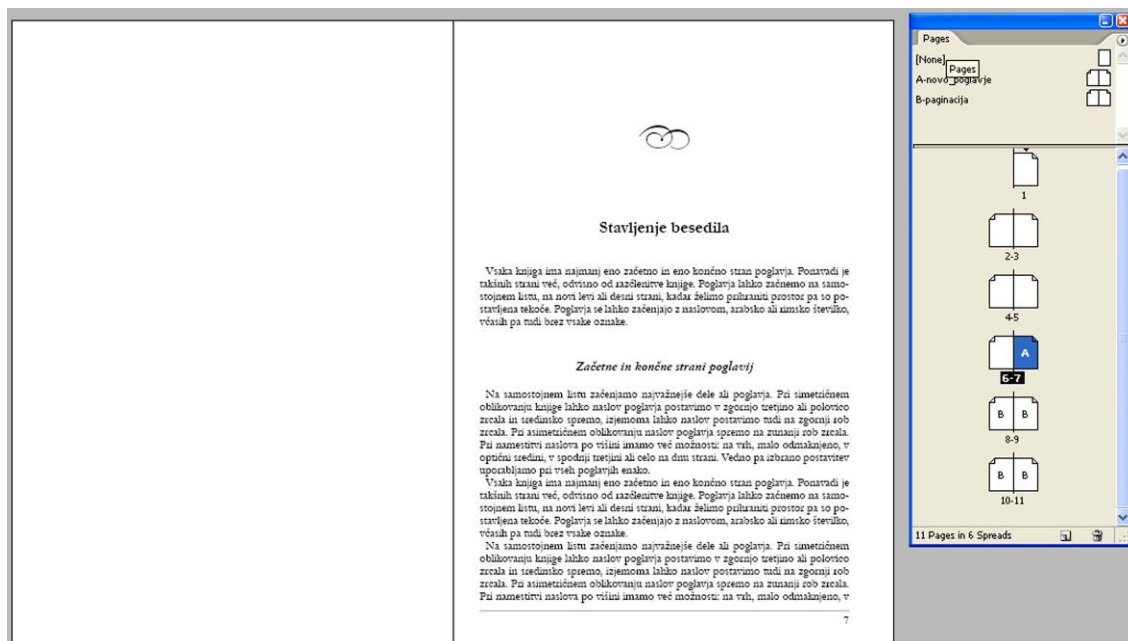 Stavljenje besedila
Vsaka knjiga ima najmanj eno začetno in eno končno stran poglavja. Ponavadi je
takšnih strani več, odvisno od razčlenitve knjige. Poglavja lahko začnemo na samo-
stojnem listu, na novi levi ali desni strani, kadar želimo prihraniti prostor pa so po-
stavljena tekoče. Poglavja se lahko začenjajo z naslovom, arabsko ali rimsko številko,
včasih pa tudi brez vsake oznake.
Začetne in končne strani poglavij
Na samostojnem listu začenjamo najvažnejše dele ali poglavja. Pri simetričnem
oblikovanju knjige lahko naslov poglavja postavimo v zgornjo tretjino ali polovico
zrcala in sredinsko spremo, izjemoma lahko naslov postavimo tudi na zgornji rob
zrcala. Pri asimetričnem oblikovanju naslov poglavja spremo na zunanji rob zrcala.
Pri namestitvi naslova po višini imamo več možnosti: na vrh, malo odmaknjeno, v
optični sredini, v spodnji tretjini ali celo na dnu strani. Vedno pa izbrano postavitev
uporabljamo pri vseh poglavjih enako.
Vsaka knjiga ima najmanj eno začetno in eno končno stran poglavja. Ponavadi je
takšnih strani več, odvisno od razčlenitve knjige. Poglavja lahko začnemo na samo-
stojnem listu, na novi levi ali desni strani, kadar želimo prihraniti prostor pa so po-
stavljena tekoče. Poglavja se lahko začenjajo z naslovom, arabsko ali rimsko številko,
včasih pa tudi brez vsake oznake.
Na samostojnem listu začenjamo najvažnejše dele ali poglavja. Pri simetričnem
oblikovanju knjige lahko naslov poglavja postavimo v zgornjo tretjino ali polovico
zrcala in sredinsko spremo, izjemoma lahko naslov postavimo tudi na zgornji rob
zrcala. Pri asimetričnem oblikovanju naslov poglavja spremo na zunanji rob zrcala.
Pri namestitvi naslova po višini imamo več možnosti: na vrh, malo odmaknjeno, v
7
Pages
[None]
Pages
A-novo_poglavje
B-paginacija
1
2-3
4-5
A
6-7
B B
8-9
B B
10-11
11 Pages in 6 Spreads